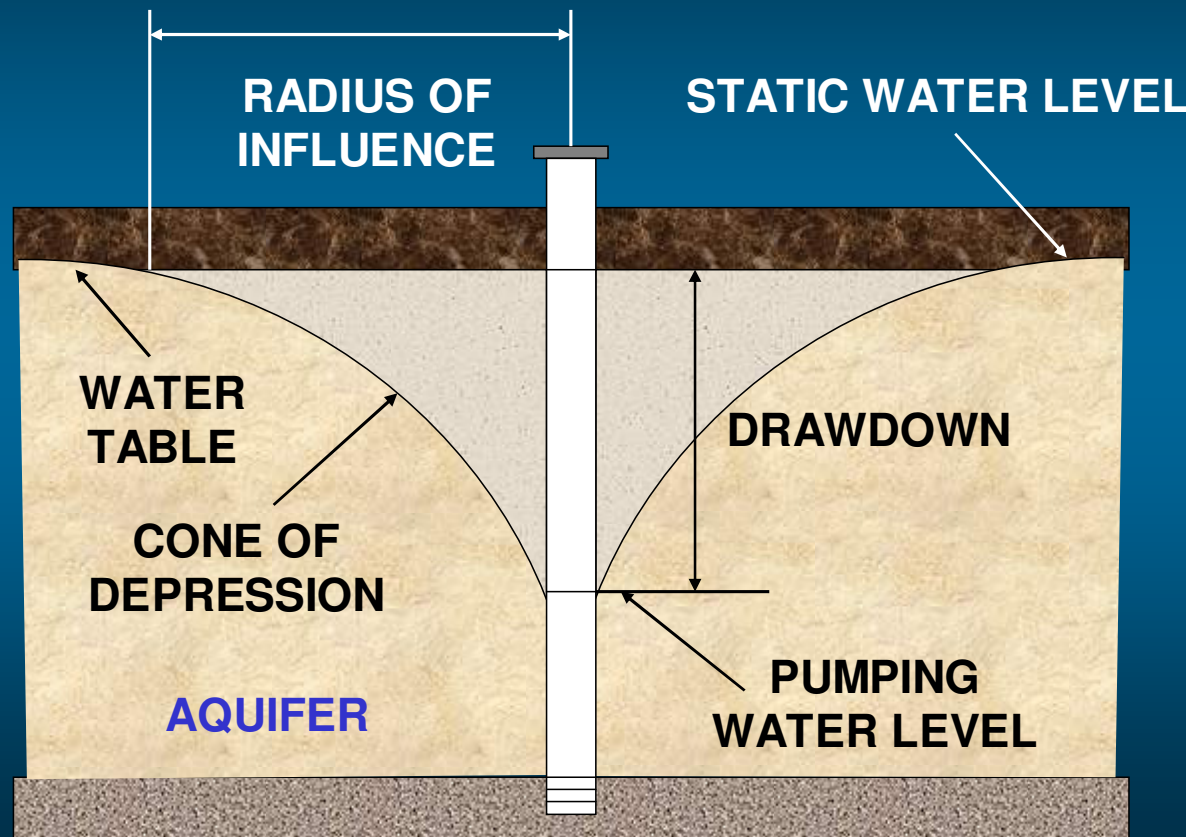 RADIUS OF
INFLUENCE
STATIC WATER LEVEL
WATER
TABLE
DRAWDOWN
CONE OF
DEPRESSION
PUMPING
WATER LEVEL
AQUIFER